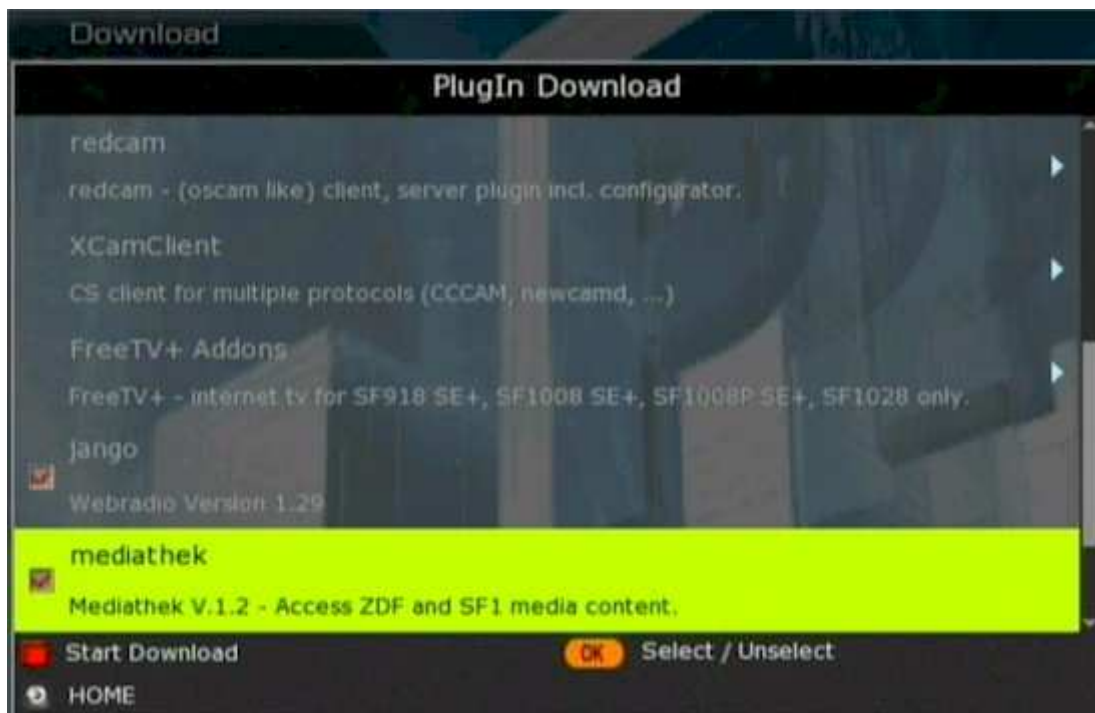 Download
PlugIn Download
redcam
redcam - (oscam like) client, server plugin incl. configurator.
XCamClient
CS client for multiple protocols (CCCAM, newcamd, ...)
FreeTV+ Addons
FreeTV+ - internet tv for SF918 SE+, SF1008 SE+, SF1008P SE+, SF1028 only.
jango
Webradio Version 1.29
mediathek
Mediathek V.1.2 - Access ZDF and SF1 media content.
Start Download
OK Select / Unselect
HOME